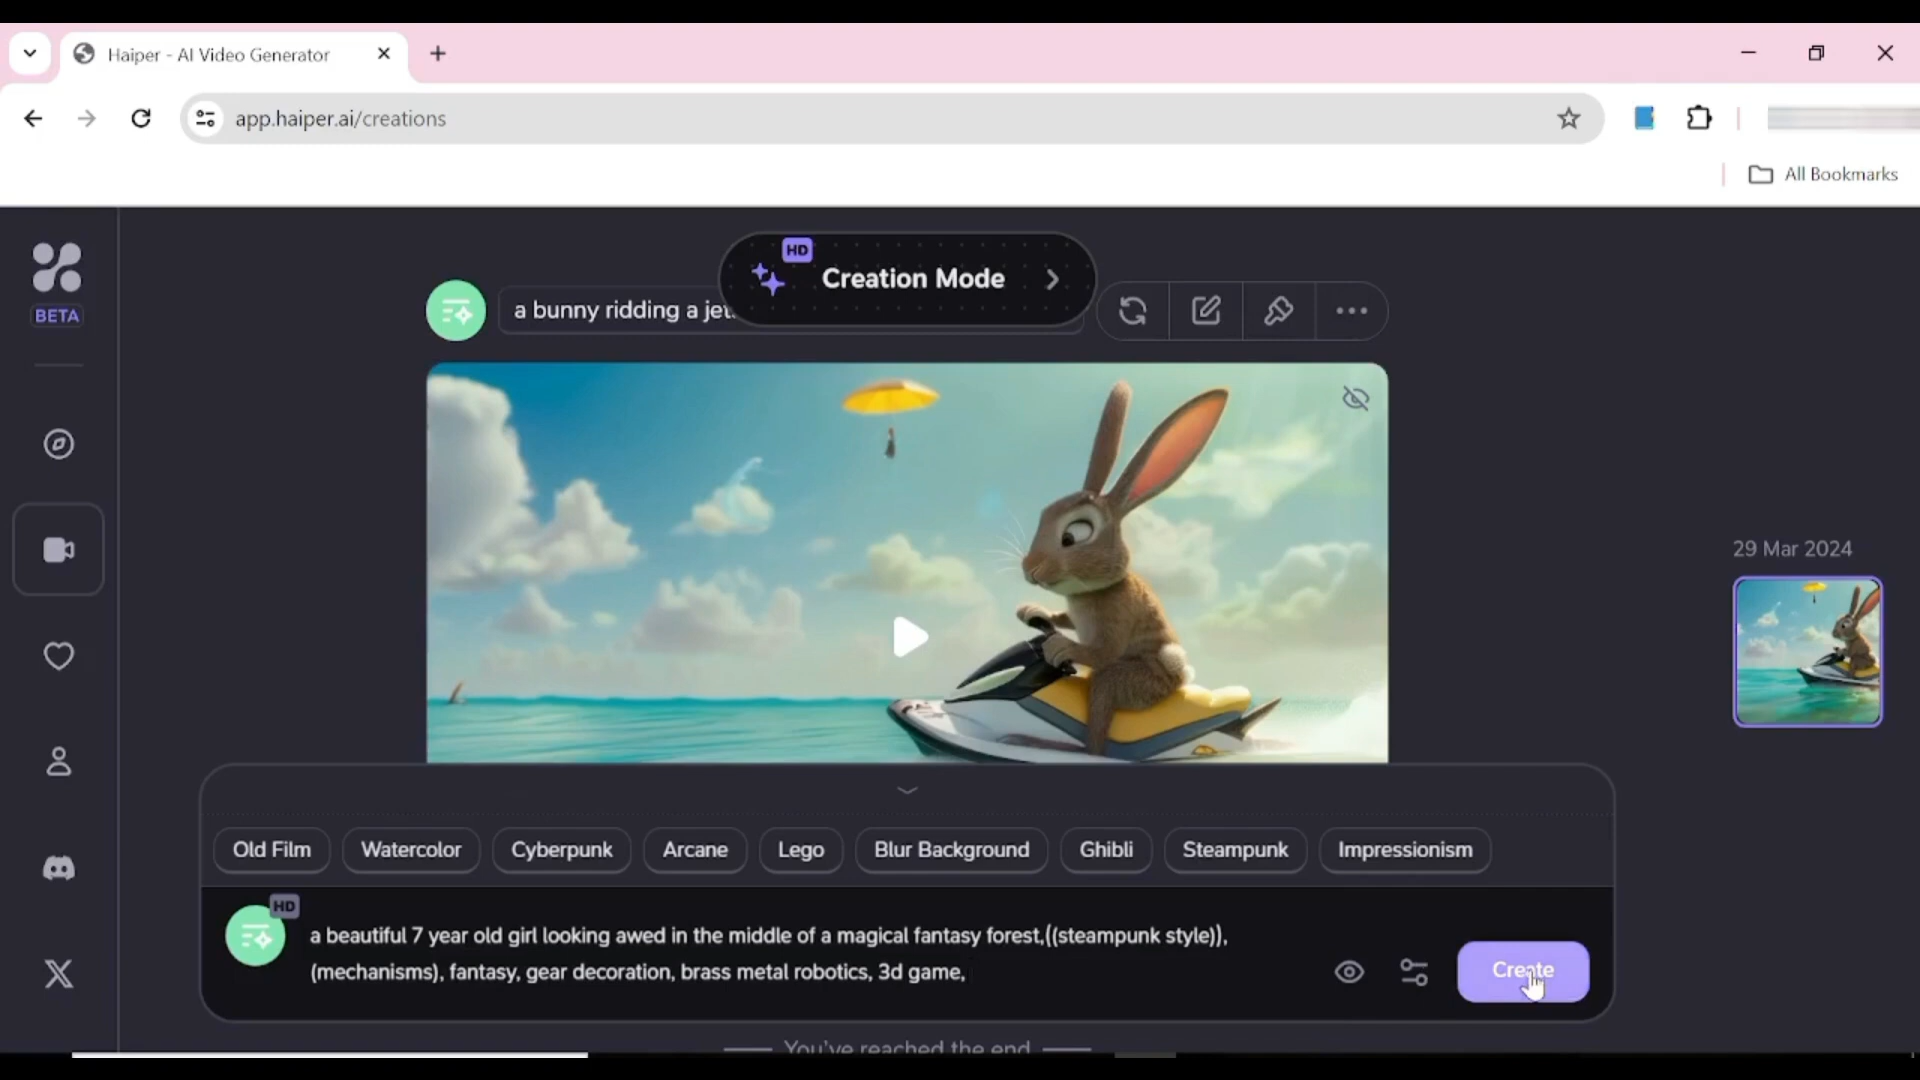 Haiper - AI Video Generator
app.haiper.ai/creations
All Bookmarks
BETA
HD
Creation Mode
a bunny ridding a jet.
29 Mar 2024
Old Film Watercolor Cyberpunk Arcane Lego Blur Background Ghibli Steampunk Impressionism
HD
a beautiful 7 year old girl looking awed in the middle of a magical fantasy forest,((steampunk style)),
(mechanisms), fantasy, gear decoration, brass metal robotics, 3d game,
Create
You've reached the end